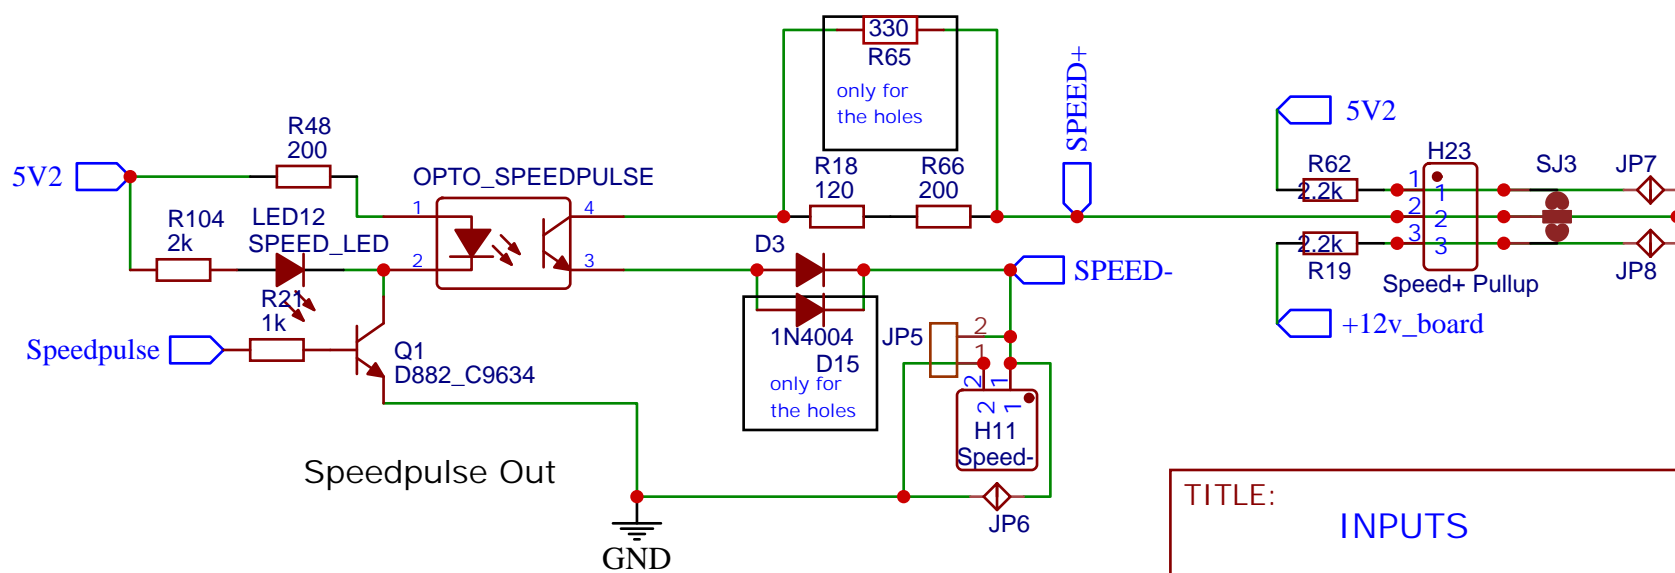 330
R65
only for
the holes
SPEED+
5V2
R48
200
5V2
OPTO_SPEEDPULSE
R18
120
R66
200
R62
2.2k
H23
SJ3
JP7
1
1
2
2
3
3
R104
2k
LED12
SPEED_LED
1
4
2
3
D3
SPEED-
2.2k
R19
JP8
Speed+ Pullup
R21
1k
1N4004
D15
only for
the holes
JP5
2
1
+12v_board
Speedpulse
Q1
D882_C9634
2
1
2
1
H11
Speed-
Speedpulse Out
JP6
GND
TITLE:
INPUTS